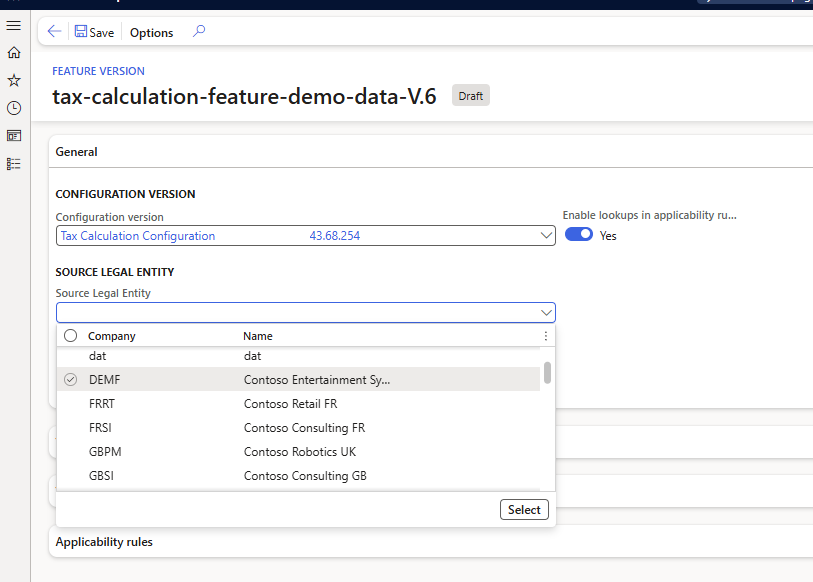 Save Options
FEATURE VERSION
tax-calculation-feature-demo-data-V.6 Draft
General
CONFIGURATION VERSION
Configuration version
Enable lookups in applicability ru...
Tax Calculation Configuration 43.68.254
Yes
SOURCE LEGAL ENTITY
Source Legal Entity
Company Name
dat dat
DEMF Contoso Entertainment Sy...
FRRT Contoso Retail FR
FRSI Contoso Consulting FR
GBPM Contoso Robotics UK
GBSI Contoso Consulting GB
Select
Applicability rules